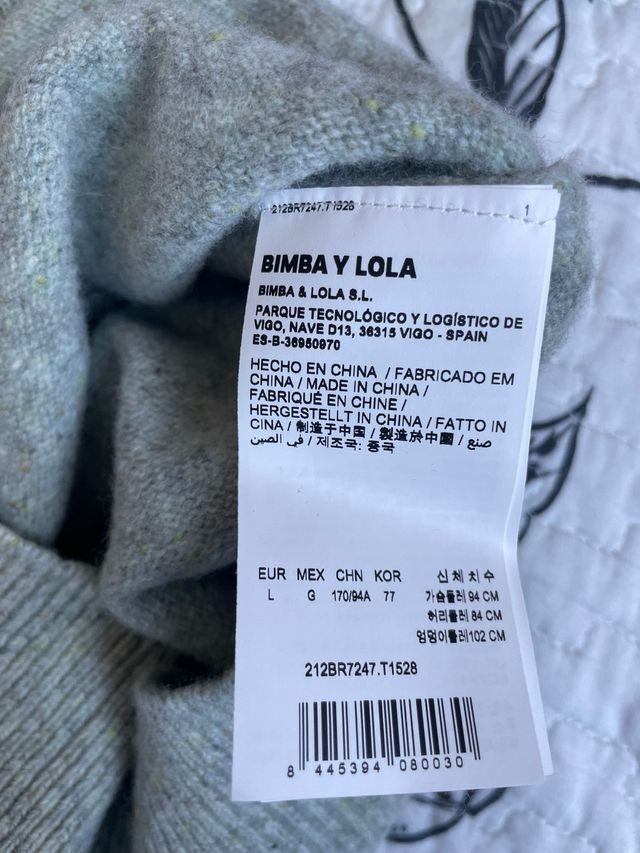 212BR7247.T1528 1
BIMBA Y LOLA
BIMBA & LOLA S.L.
PARQUE TECNOLÓGICO Y LOGÍSTICO DE
VIGO, NAVE D13, 36315 VIGO - SPAIN
ES-B-36950970
HECHO EN CHINA / FABRICADO EM
CHINA / MADE IN CHINA /
FABRIQUÉ EN CHINE /
HERGESTELLT IN CHINA / FATTO IN
CINA / 制造于中国 / 製造於中國 / صنع
في الصين / 제조국: 중국
EUR MEX CHN KOR 신체치수
L G 170/94A 77 가슴둘레 94 CM
허리둘레 84 CM
엉덩이둘레102 CM
212BR7247.T1528
8 445394 080030